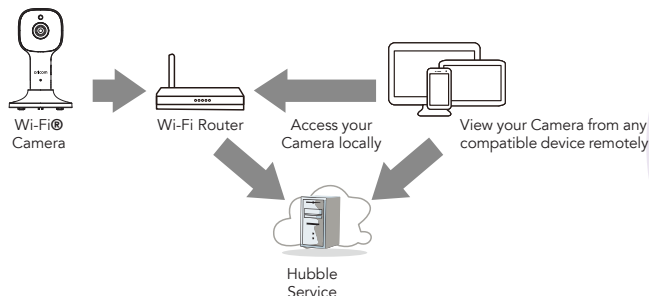 oricom
Wi-Fi® Camera
Wi-Fi Router
Access your
Camera locally
View your Camera from any
compatible device remotely
Hubble
Service